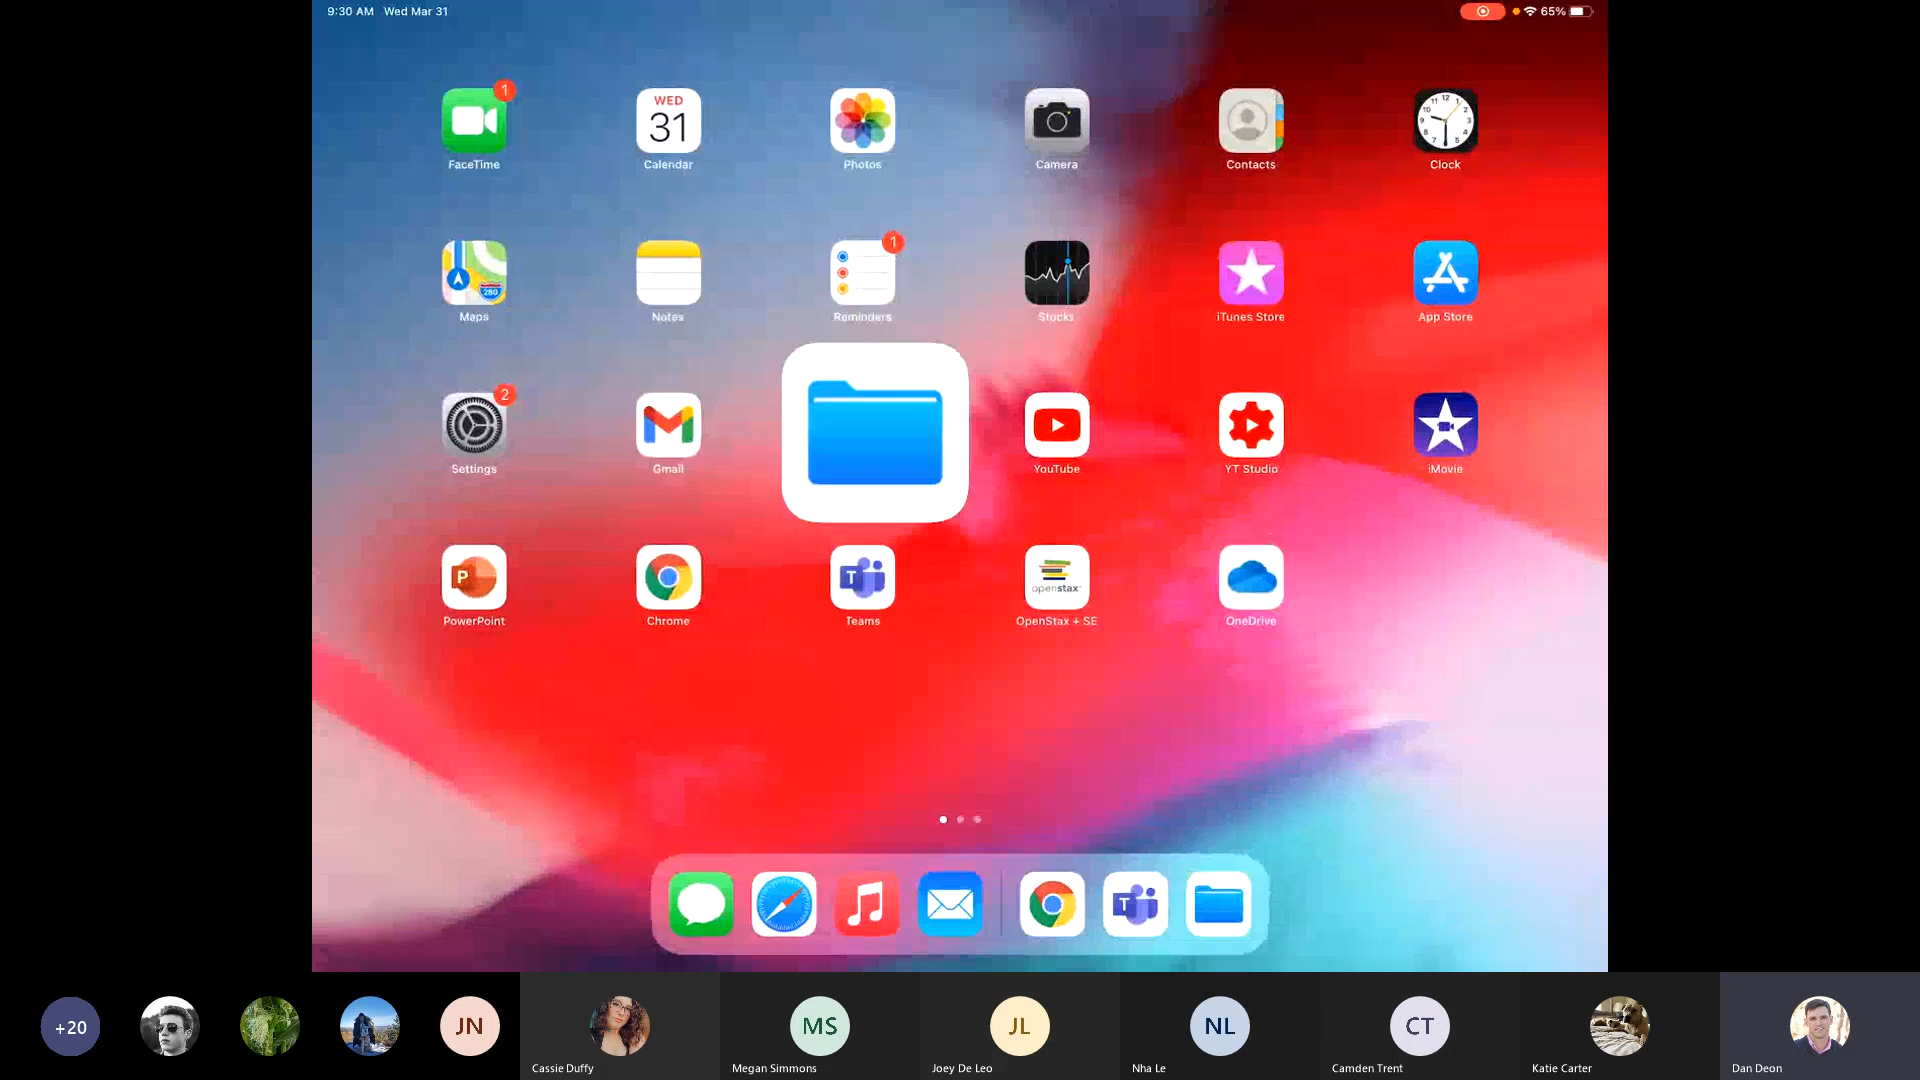 9:30 AM Wed Mar 31
65%
1
WED
31
FaceTime
Calendar
Photos
Camera
Contacts
Clock
280
1
Maps
Notes
Reminders
Stocks
iTunes Store
App Store
2
Settings
Gmail
YouTube
YT Studio
iMovie
P
T
openstax
PowerPoint
Chrome
Teams
OpenStax + SE
OneDrive
T
+20
JN
MS
JL
NL
CT
Cassie Duffy
Megan Simmons
Joey De Leo
Nha Le
Camden Trent
Katie Carter
Dan Deon